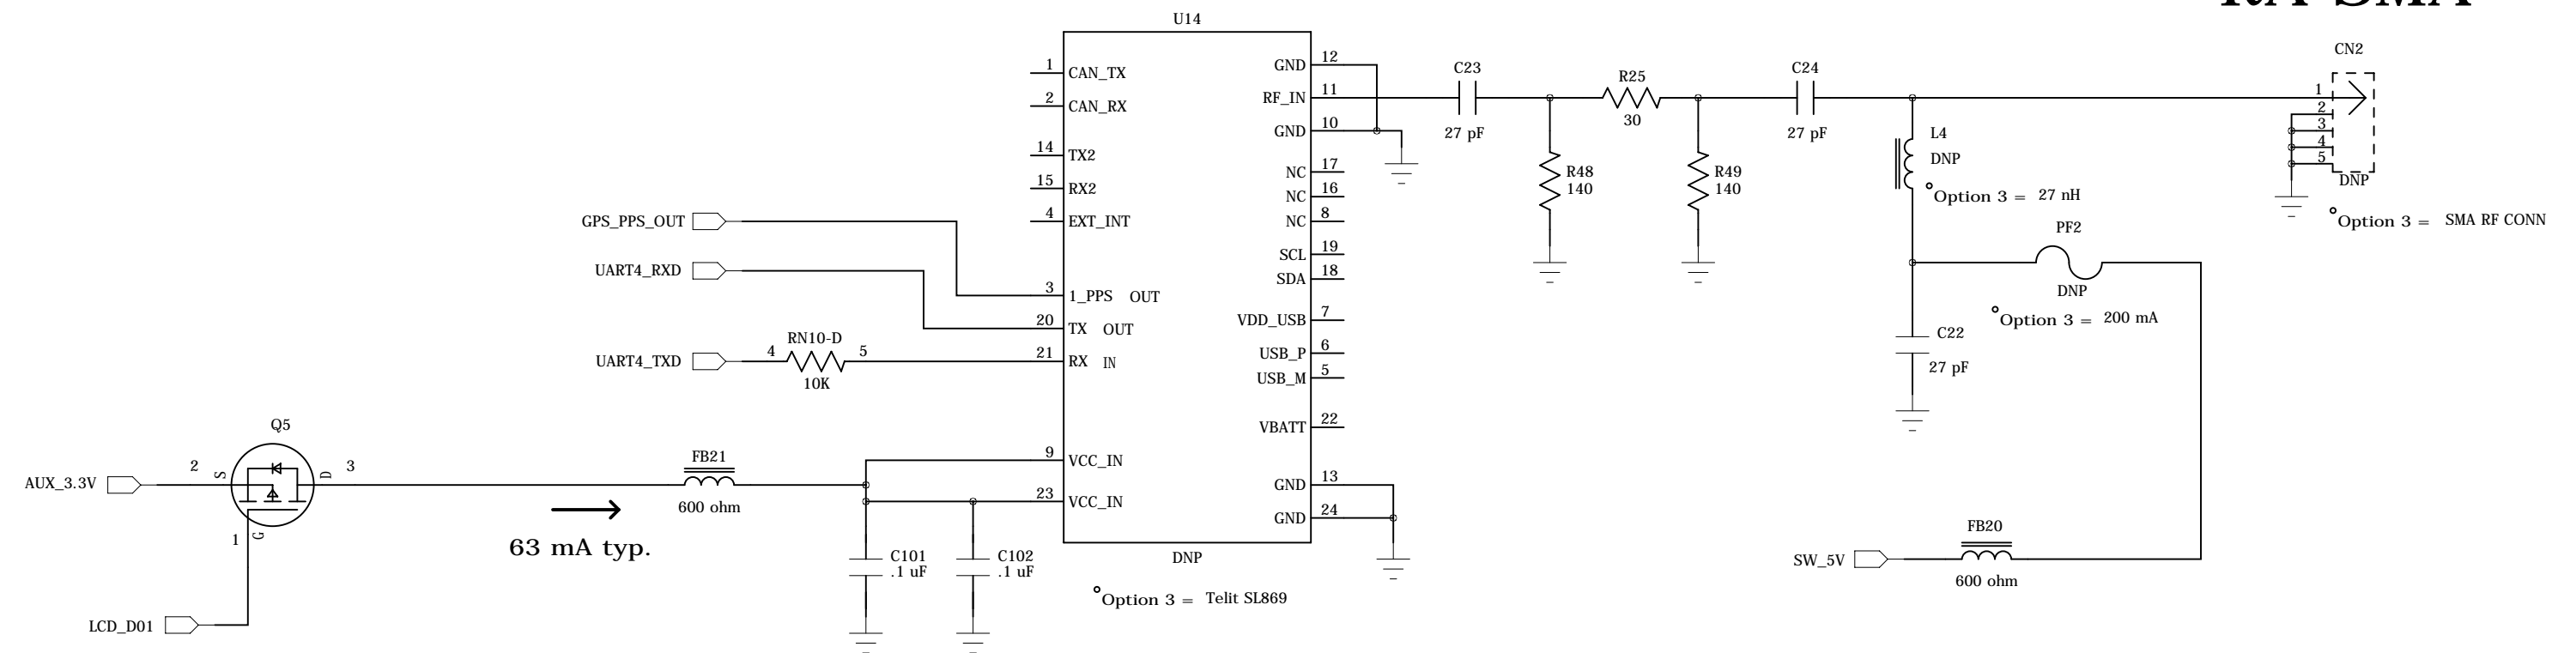 RA SMA
U14
1 CAN_TX
2 CAN_RX
14 TX2
15 RX2
4 EXT_INT
3 1_PPS OUT
20 TX OUT
21 RX IN
9 VCC_IN
23 VCC_IN
GND 12
RF_IN 11
GND 10
NC 17
NC 16
NC 8
SCL 19
SDA 18
VDD_USB 7
USB_P 6
USB_M 5
VBATT 22
GND 13
GND 24
DNP
Option 3 = Telit SL869
GPS_PPS_OUT
UART4_RXD
UART4_TXD
RN10-D
4 5
10K
Q5
AUX_3.3V
2 S D 3
1 G
LCD_D01
63 mA typ.
FB21
600 ohm
C101
.1 uF
C102
.1 uF
C23
27 pF
R25
30
C24
27 pF
R48
140
R49
140
L4
DNP
Option 3 = 27 nH
PF2
DNP
Option 3 = 200 mA
C22
27 pF
SW_5V
FB20
600 ohm
CN2
1
2
3
4
5
DNP
Option 3 = SMA RF CONN